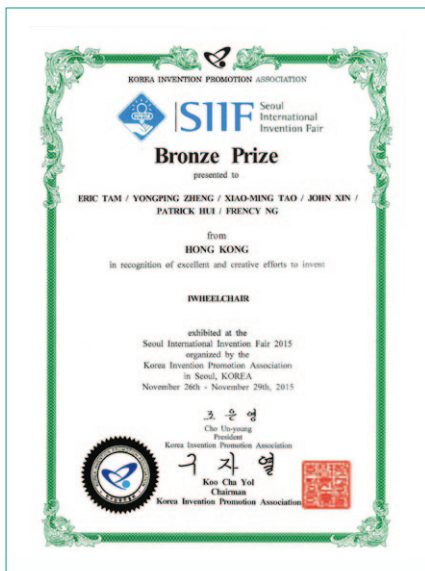 KOREA INVENTION PROMOTION ASSOCIATION
SIIF Seoul
International
Invention Fair
Bronze Prize
presented to
ERIC TAM / YONGPING ZHENG / XIAO-MING TAO / JOHN XIN /
PATRICK HUI / FRENCY NG
from
HONG KONG
in recognition of excellent and creative efforts to invent
IWHEELCHAIR
exhibited at the
Seoul International Invention Fair 2015
organized by the
Korea Invention Promotion Association
in Seoul, KOREA
November 26th - November 29th, 2015
조은영
Cho Un-young
President
Korea Invention Promotion Association
구자열
Koo Cha Yol
Chairman
Korea Invention Promotion Association